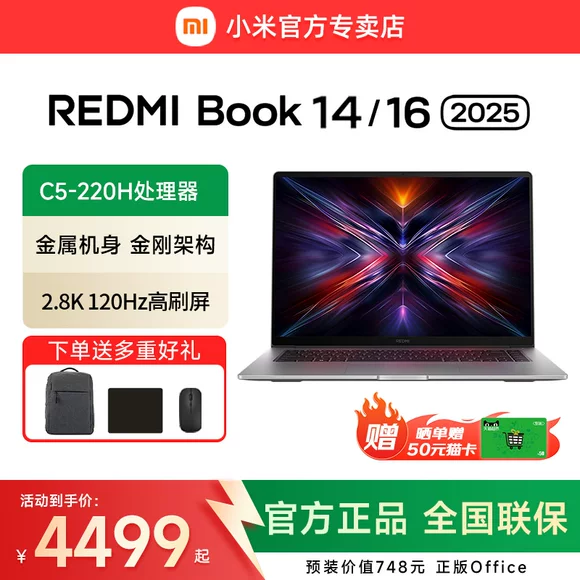 小米官方专卖店
REDMI Book 14/16 2025
C5-220H处理器
金属机身 金刚架构
2.8K 120Hz高刷屏
下单送多重好礼
REDMI
赠
晒单赠
50元猫卡
活动到手价:
¥4499起
官方正品 全国联保
预装价值748元 正版Office